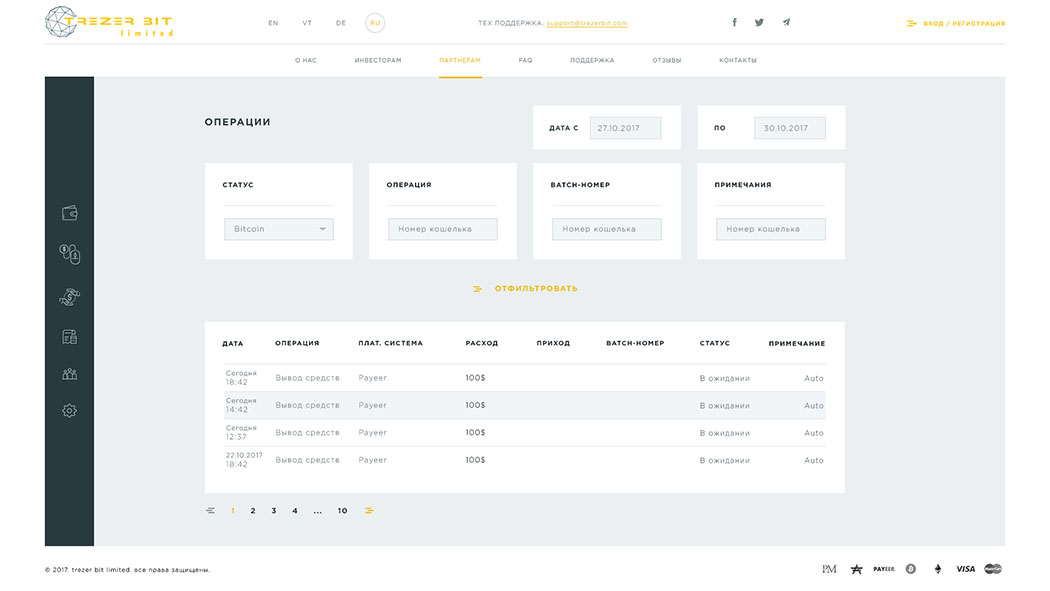 TREZER BIT
limited
EN VT DE RU
ТЕХ ПОДДЕРЖКА: support@trezerbit.com
ВХОД / РЕГИСТРАЦИЯ
О НАС ИНВЕСТОРАМ ПАРТНЕРАМ FAQ ПОДДЕРЖКА ОТЗЫВЫ КОНТАКТЫ
ОПЕРАЦИИ
ДАТА С 27.10.2017
ПО 30.10.2017
СТАТУС ОПЕРАЦИЯ BATCH-НОМЕР ПРИМЕЧАНИЯ
Bitcoin Номер кошелька Номер кошелька Номер кошелька
ОТФИЛЬТРОВАТЬ
ДАТА ОПЕРАЦИЯ ПЛАТ. СИСТЕМА РАСХОД ПРИХОД BATCH-НОМЕР СТАТУС ПРИМЕЧАНИЕ
Сегодня
18:42 Вывод средств Payeer 100$ В ожидании Auto
Сегодня
14:42 Вывод средств Payeer 100$ В ожидании Auto
Сегодня
12:37 Вывод средств Payeer 100$ В ожидании Auto
22.10.2017
18:42 Вывод средств Payeer 100$ В ожидании Auto
1 2 3 4 ... 10
© 2017. trezer bit limited. все права защищены.
PM PAYEER VISA MasterCard